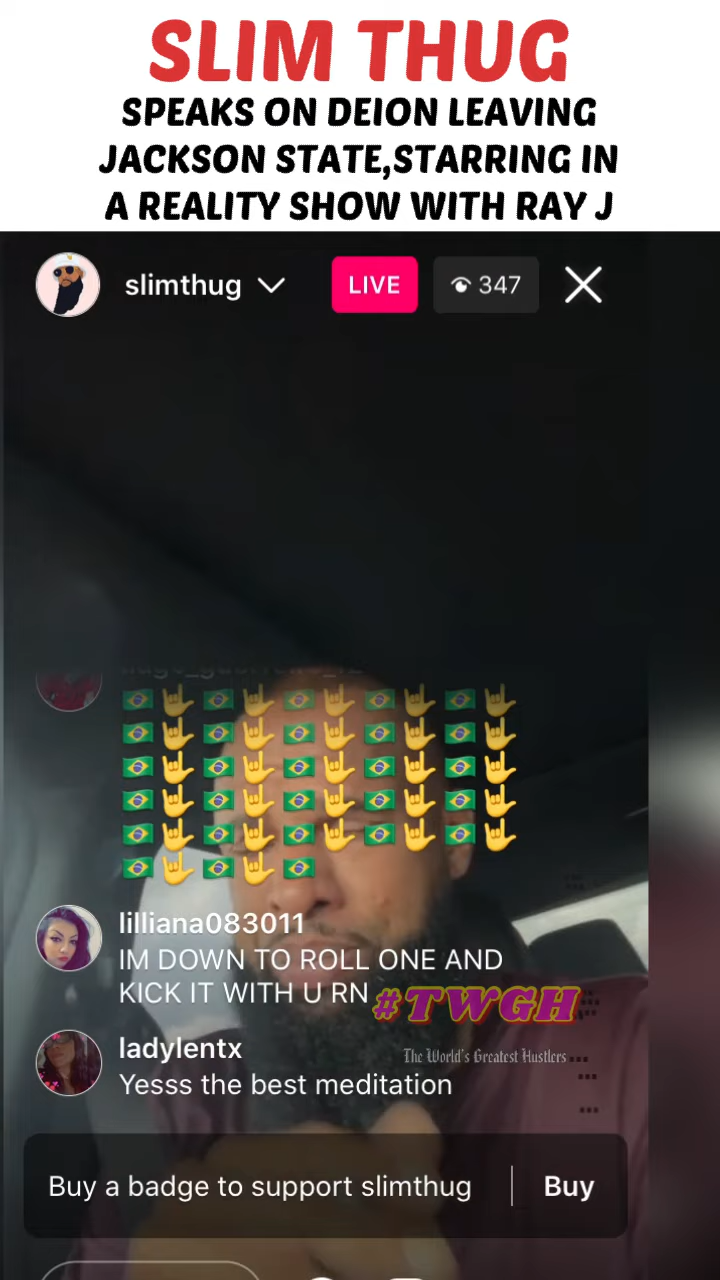 SLIM THUG
SPEAKS ON DEION LEAVING
JACKSON STATE,STARRING IN
A REALITY SHOW WITH RAY J
slimthug
LIVE
347
lilliana083011
IM DOWN TO ROLL ONE AND
KICK IT WITH U RN
#TWGH
ladylentx
The World's Greatest Hustlers
Yesss the best meditation
Buy a badge to support slimthug
Buy